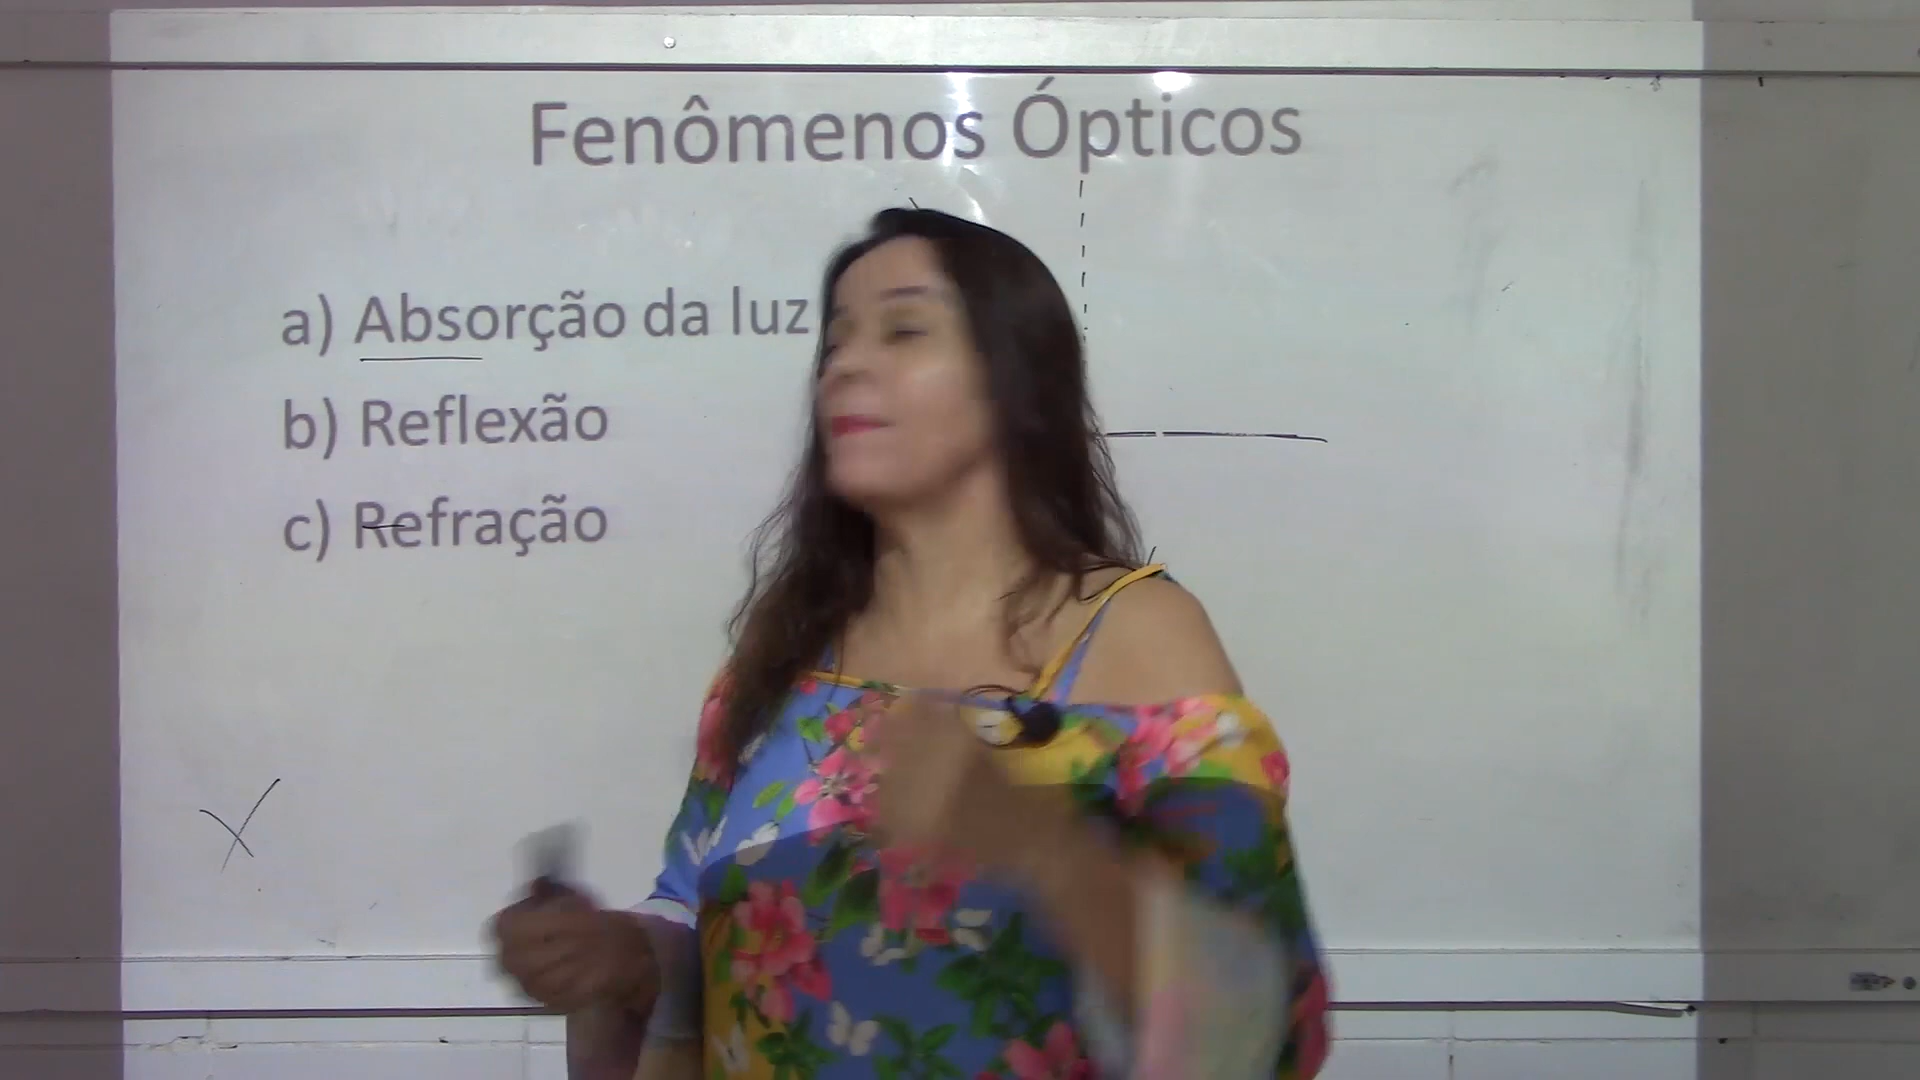 Fenômenos Ópticos
a) Absorção da luz
b) Reflexão
c) Refração